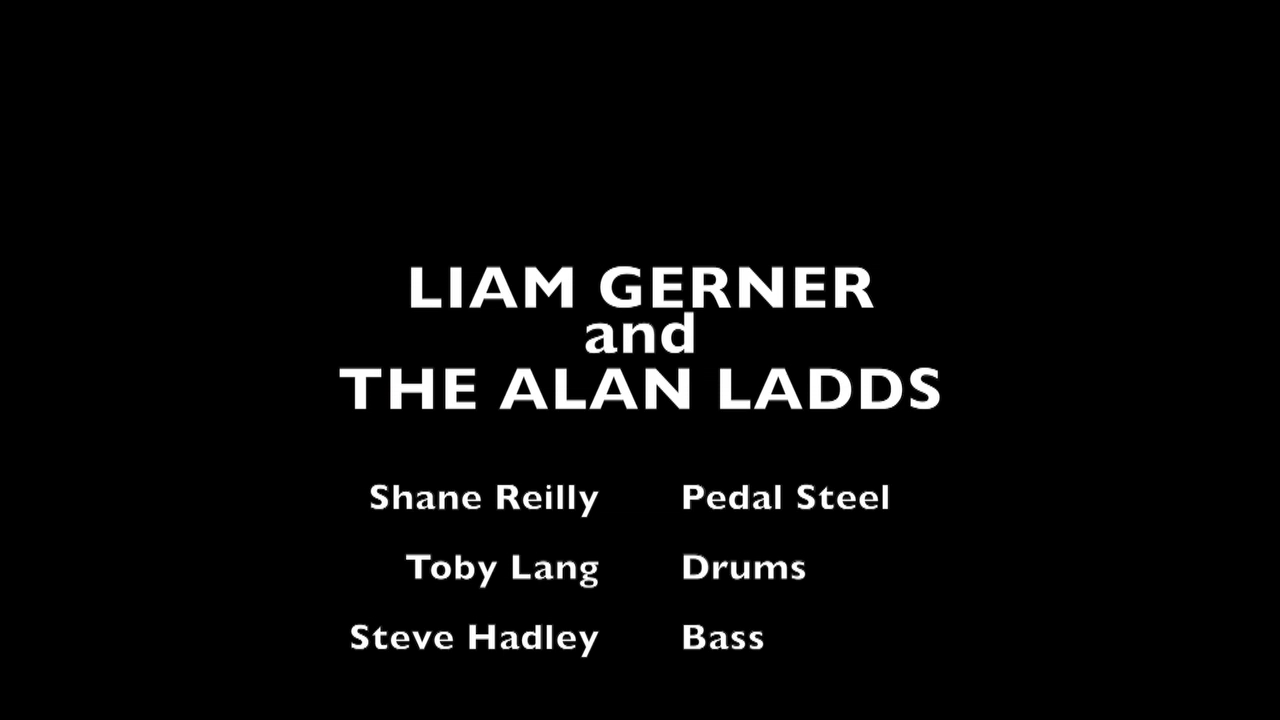 LIAM GERNER
and
THE ALAN LADDS
Shane Reilly Pedal Steel
Toby Lang Drums
Steve Hadley Bass